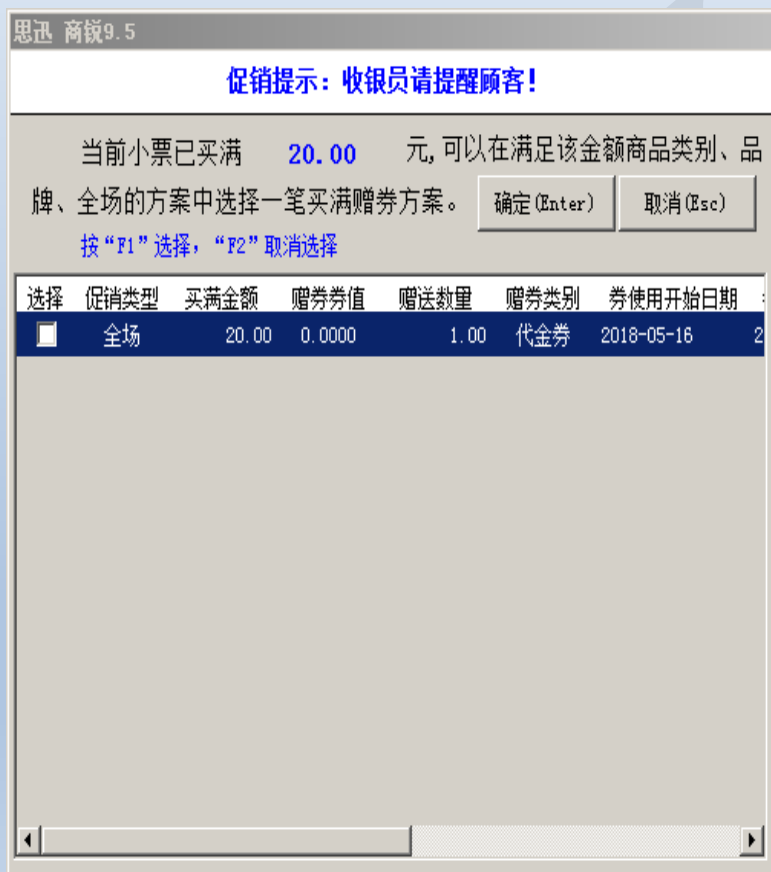 思迅 商锐9.5
促销提示：收银员请提醒顾客！
当前小票已买满 20.00 元,可以在满足该金额商品类别、品
牌、全场的方案中选择一笔买满赠券方案。 确定(Enter) 取消(Esc)
按“F1”选择，“F2”取消选择
选择 促销类型 买满金额 赠券券值 赠送数量 赠券类别 券使用开始日期
全场 20.00 0.0000 1.00 代金券 2018-05-16 2